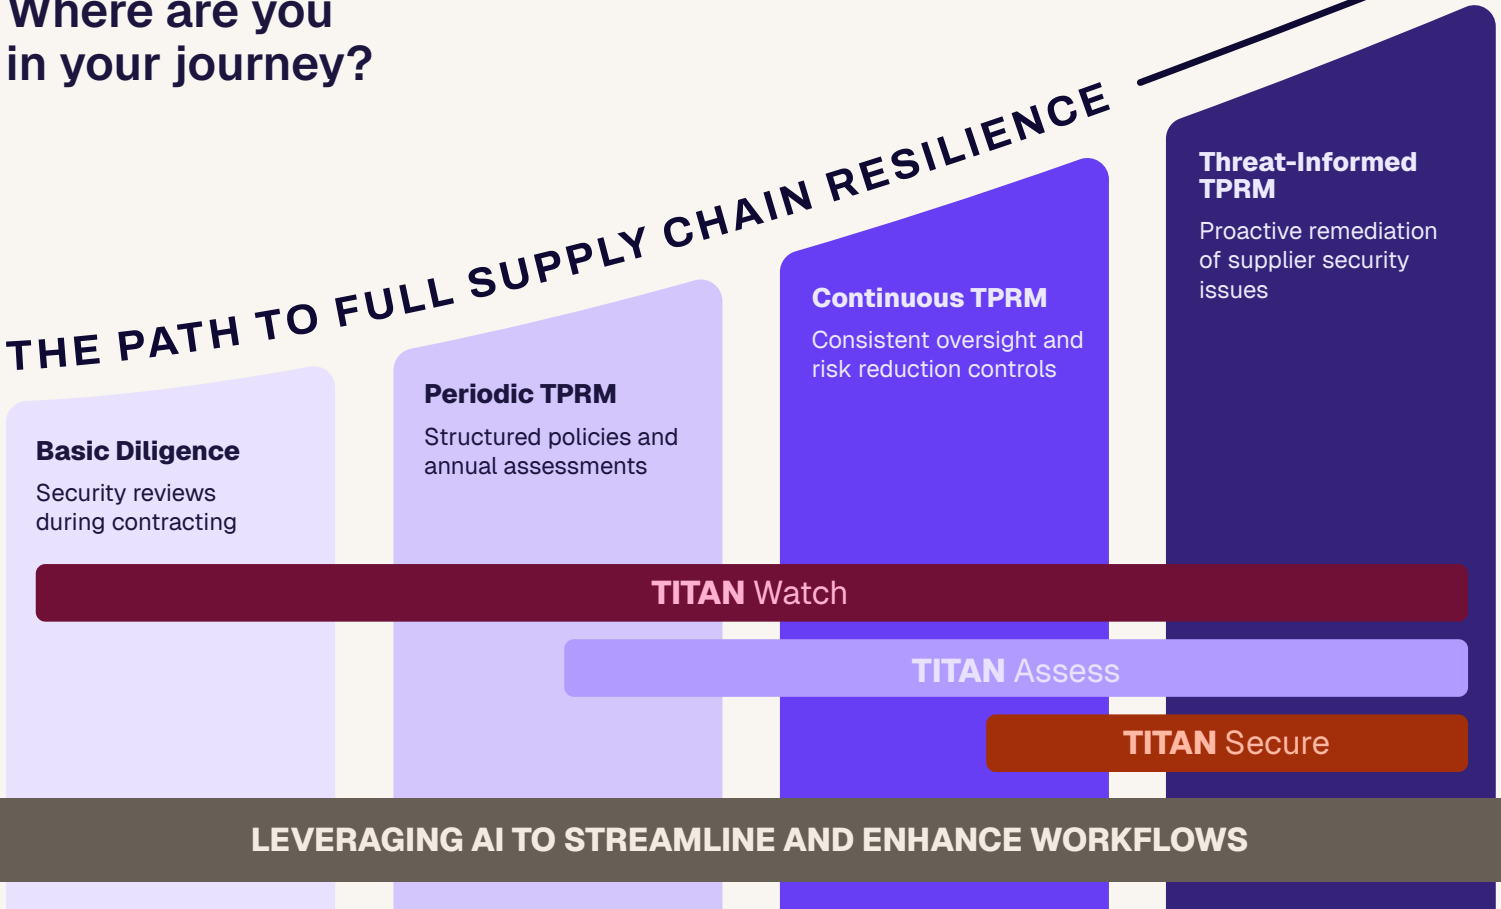 Where are you
in your journey?
THE PATH TO FULL SUPPLY CHAIN RESILIENCE
Basic Diligence
Security reviews
during contracting
Periodic TPRM
Structured policies and
annual assessments
Continuous TPRM
Consistent oversight and
risk reduction controls
Threat-Informed
TPRM
Proactive remediation
of supplier security
issues
TITAN Watch
TITAN Assess
TITAN Secure
LEVERAGING AI TO STREAMLINE AND ENHANCE WORKFLOWS